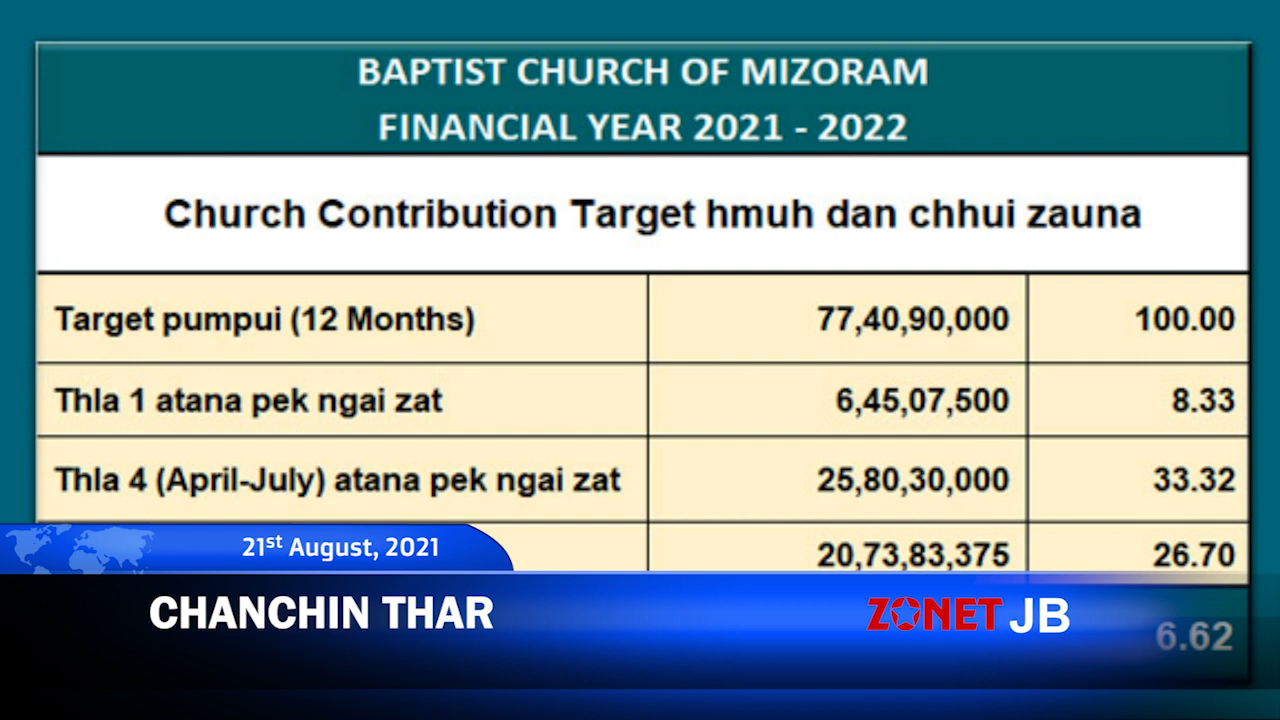 BAPTIST CHURCH OF MIZORAM
FINANCIAL YEAR 2021 - 2022
Church Contribution Target hmuh dan chhui zauna
Target pumpui (12 Months) 77,40,90,000 100.00
Thla 1 atana pek ngai zat 6,45,07,500 8.33
Thla 4 (April-July) atana pek ngai zat 25,80,30,000 33.32
20,73,83,375 26.70
21st August, 2021
CHANCHIN THAR ZONET JB
6.62